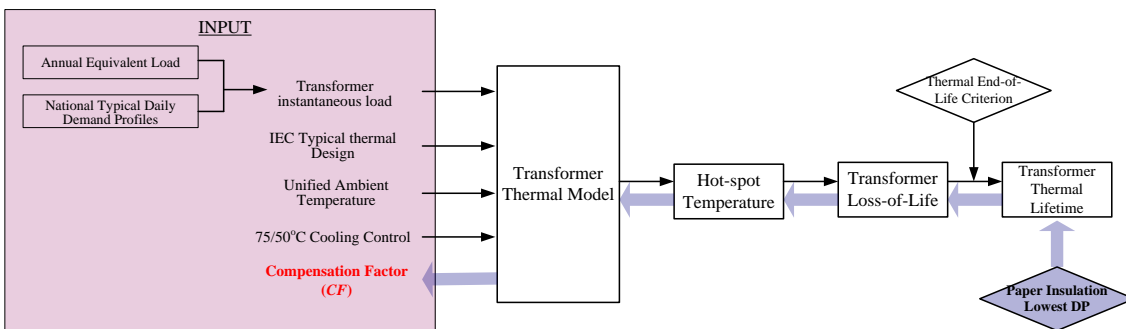 INPUT
Annual Equivalent Load
National Typical Daily
Demand Profiles
Transformer
instantaneous load
IEC Typical thermal
Design
Unified Ambient
Temperature
75/50°C Cooling Control
Compensation Factor
(CF)
Transformer
Thermal Model
Hot-spot
Temperature
Transformer
Loss-of-Life
Thermal End-of-
Life Criterion
Transformer
Thermal
Lifetime
Paper Insulation
Lowest DP